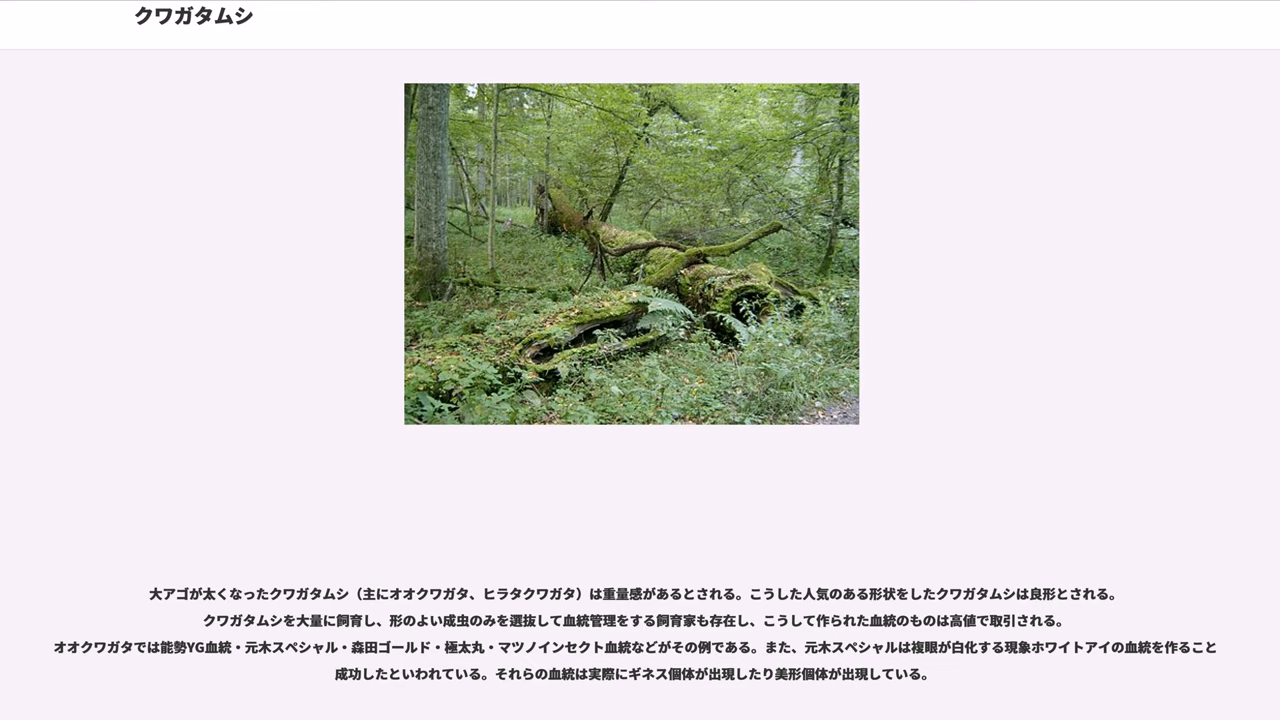 クワガタムシ
大アゴが太くなったクワガタムシ（主にオオクワガタ、ヒラタクワガタ）は重量感があるとされる。こうした人気のある形状をしたクワガタムシは良形とされる。
クワガタムシを大量に飼育し、形のよい成虫のみを選抜して血統管理をする飼育家も存在し、こうして作られた血統のものは高値で取引される。
オオクワガタでは能勢YG血統・元木スペシャル・森田ゴールド・極太丸・マツノインセクト血統などがその例である。また、元木スペシャルは複眼が白化する現象ホワイトアイの血統を作ること
成功したといわれている。それらの血統は実際にギネス個体が出現したり美形個体が出現している。